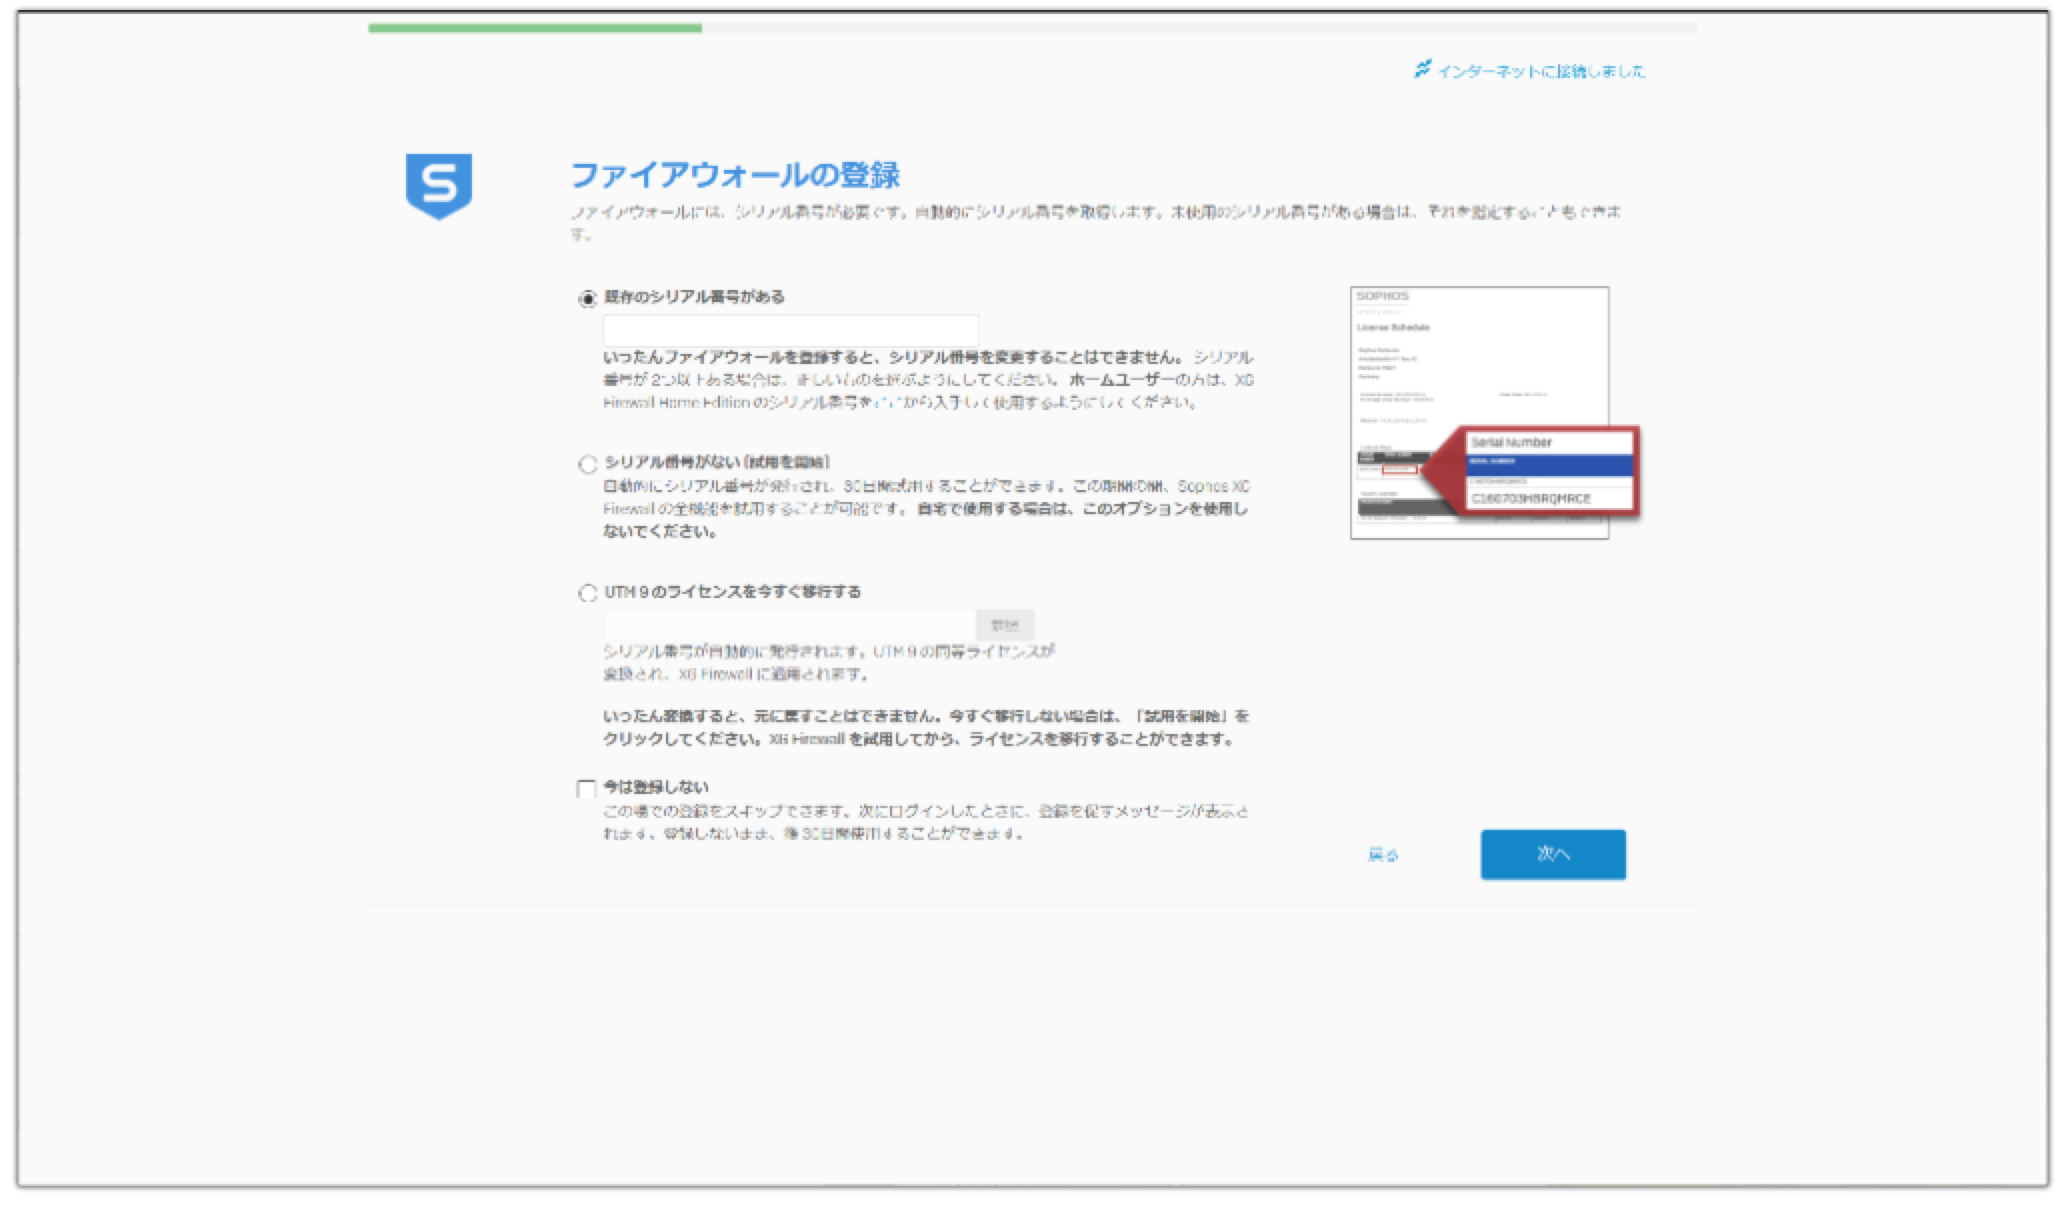 インターネットに接続しました
S
ファイアウォールの登録
ファイアウォールには、シリアル番号が必要です。自動的にシリアル番号を取得します。未使用のシリアル番号がある場合は、それを指定することもできま
す。
既存のシリアル番号がある
いったんファイアウォールを登録すると、シリアル番号を変更することはできません。シリアル
番号が 2つ以上ある場合は、正しいものを選ぶようにしてください。ホームユーザーの方は、XG
Firewall Home Edition のシリアル番号をここから入手して使用するようにしてください。
シリアル番号がない (試用を開始)
自動的にシリアル番号が発行され、30日間試用することができます。この期間の間、Sophos XG
Firewall の全機能を試用することが可能です。自宅で使用する場合は、このオプションを使用し
ないでください。
UTM 9 のライセンスを今すぐ移行する
シリアル番号が自動的に発行されます。UTM 9 の同等ライセンスが
変換され、XG Firewall に適用されます。
いったん変換すると、元に戻すことはできません。今すぐ移行しない場合は、「試用を開始」を
クリックしてください。XG Firewall を試用してから、ライセンスを移行することができます。
今は登録しない
この場での登録をスキップできます。次にログインしたときに、登録を促すメッセージが表示さ
れます。登録しないまま、後 30日間使用することができます。
SOPHOS
License Schedule
Serial Number
SERIAL NUMBER
C160703HBRQHRCE
戻る
次へ